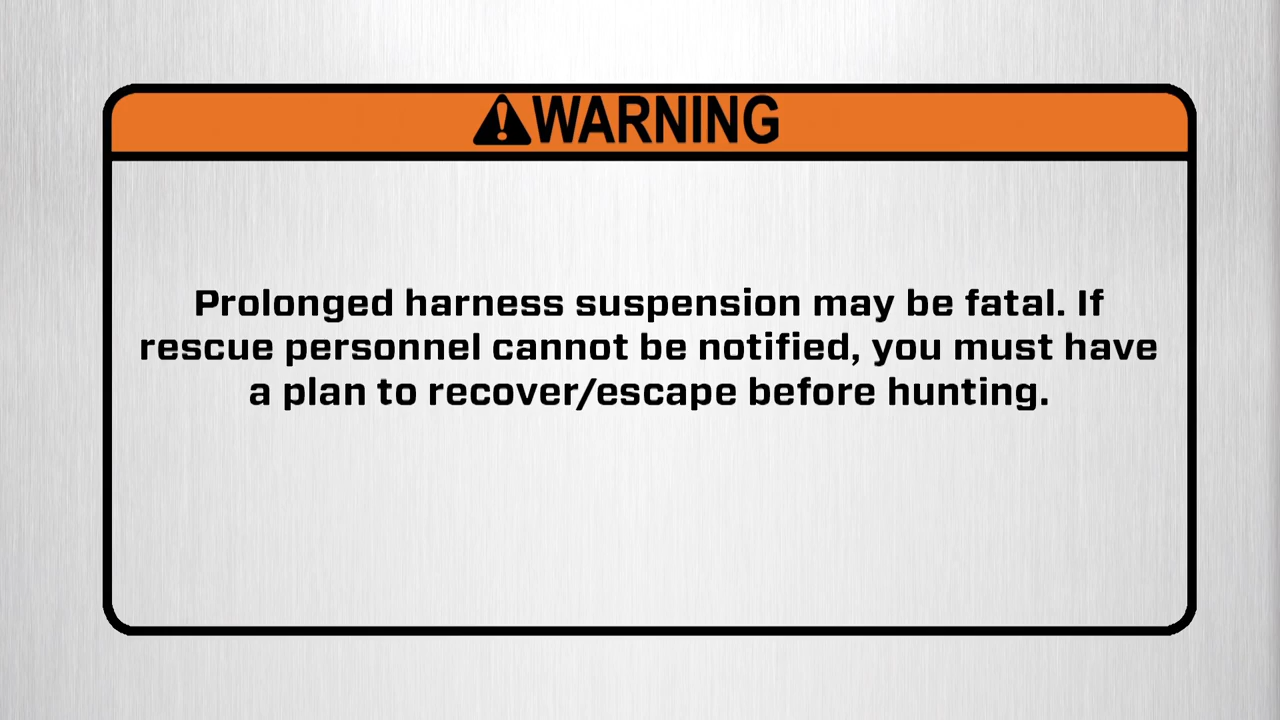 WARNING
Prolonged harness suspension may be fatal. If
rescue personnel cannot be notified, you must have
a plan to recover/escape before hunting.